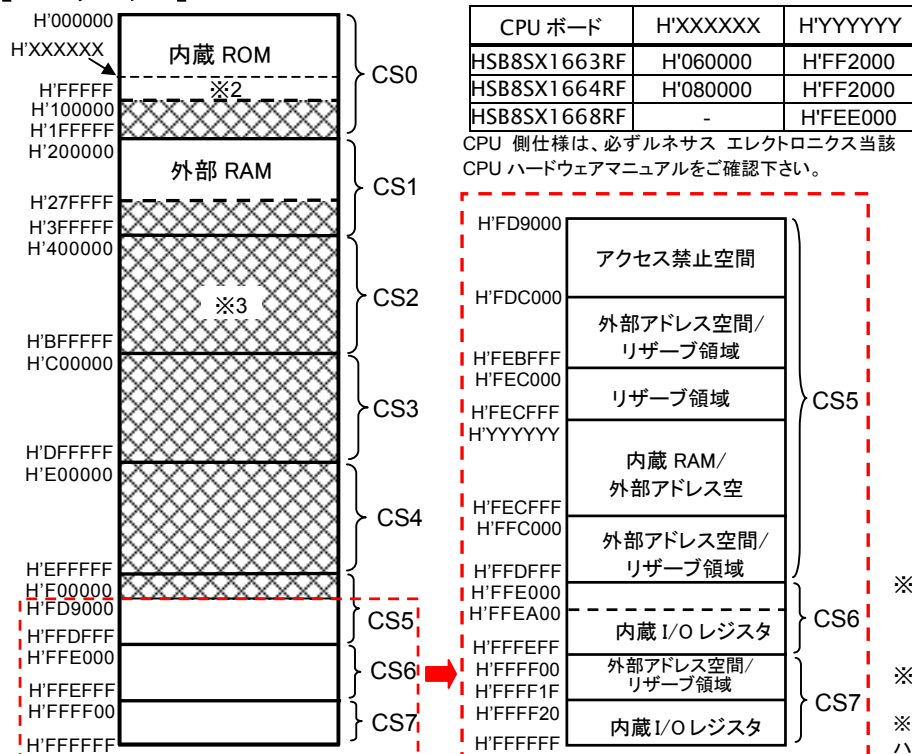 H'000000
H'XXXXXX
内蔵 ROM
※2
H'FFFFF
H'100000
H'1FFFFF
CS0
H'200000
外部 RAM
H'27FFFF
H'3FFFFF
CS1
H'400000
※3
H'BFFFFF
CS2
H'C00000
H'DFFFFF
CS3
H'E00000
H'EFFFFF
CS4
H'F00000
H'FD9000
H'FFDFFF
CS5
H'FFE000
H'FFEFFF
CS6
H'FFFF00
H'FFFFFF
CS7
CPU ボード H'XXXXXX H'YYYYYY
HSB8SX1663RF H'060000 H'FF2000
HSB8SX1664RF H'080000 H'FF2000
HSB8SX1668RF - H'FEE000
CPU 側仕様は、必ずルネサス エレクトロニクス当該
CPU ハードウェアマニュアルをご確認下さい。
H'FD9000
アクセス禁止空間
H'FDC000
外部アドレス空間/
リザーブ領域
H'FEBFFF
H'FEC000
リザーブ領域
H'FECFFF
H'YYYYYY
内蔵 RAM/
外部アドレス空
H'FECFFF
H'FFC000
外部アドレス空間/
リザーブ領域
H'FFDFFF
CS5
H'FFE000
H'FFEA00
内蔵 I/O レジスタ
H'FFFEFF
CS6
H'FFFF00
外部アドレス空間/
リザーブ領域
H'FFFF1F
H'FFFF20
内蔵 I/O レジスタ
H'FFFFFF
CS7
※
※
※